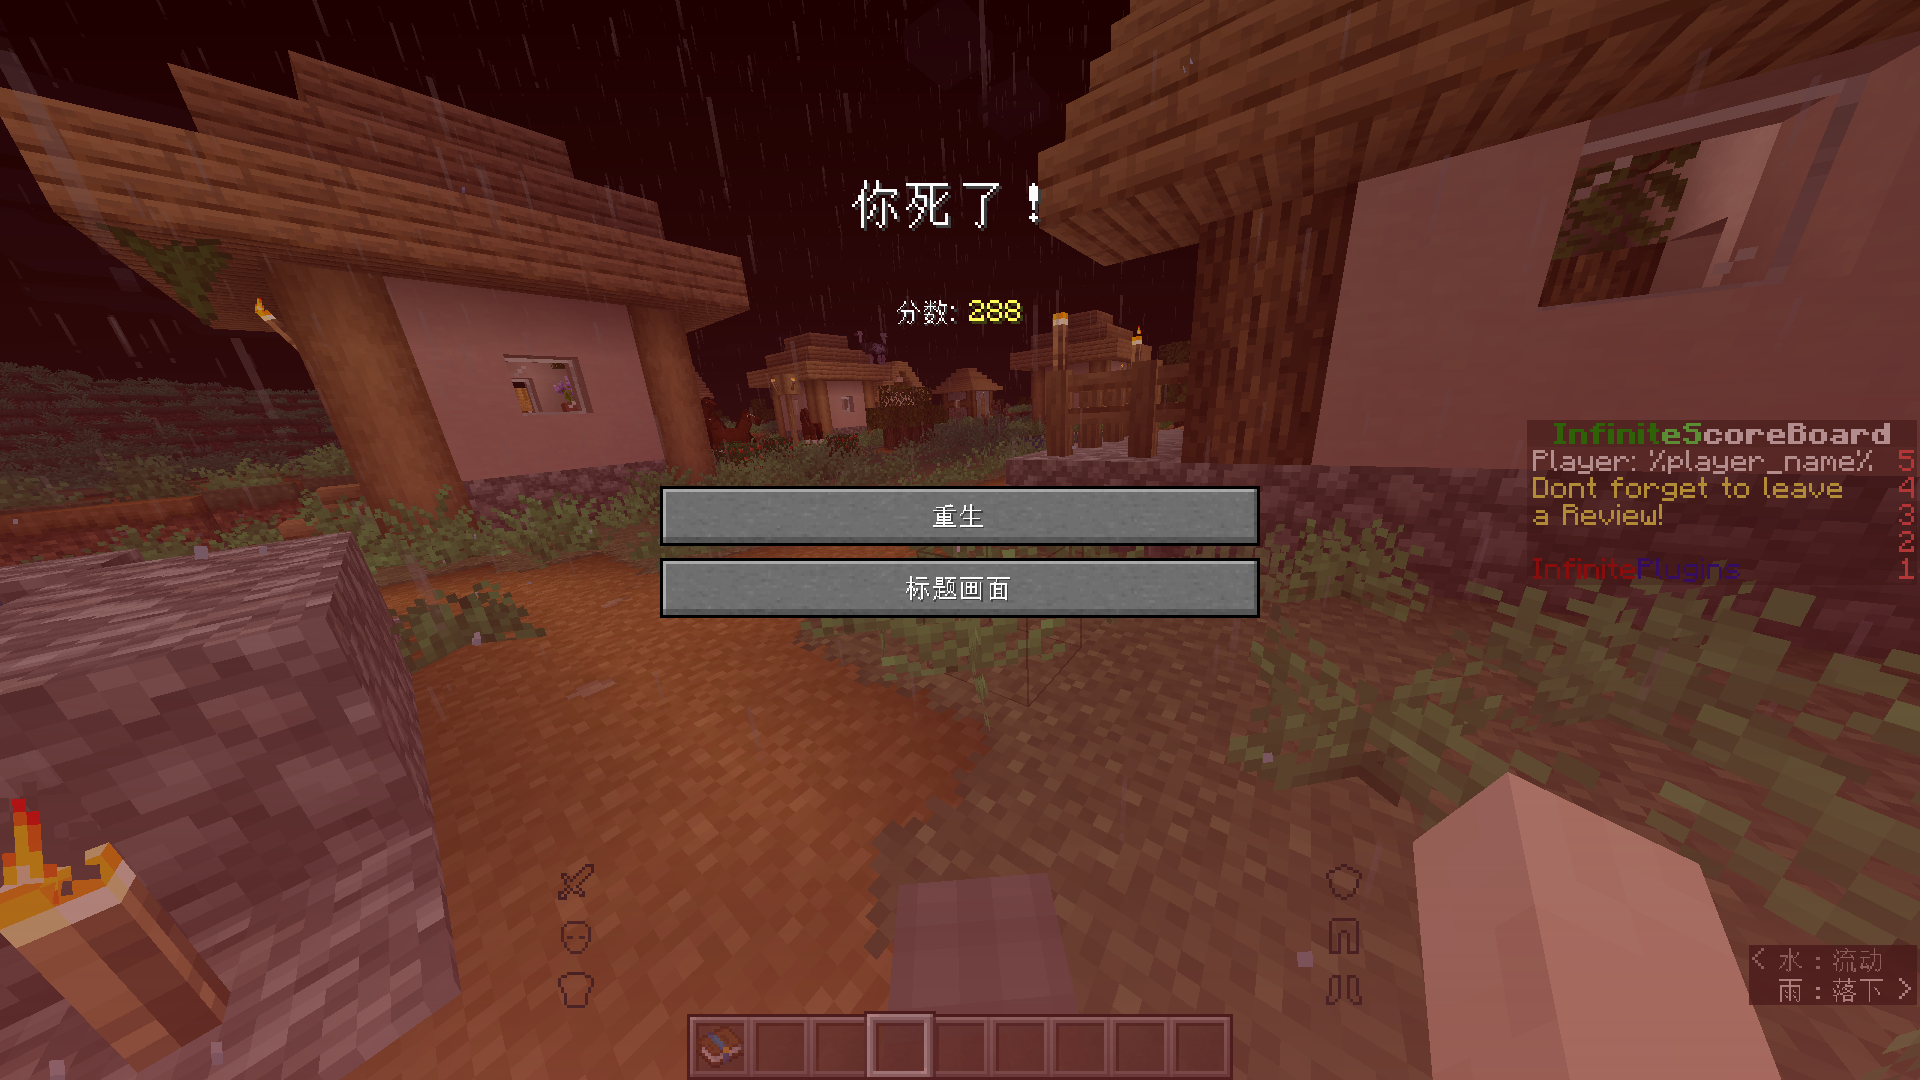 你死了！
分数: 288
重生
标题画面
InfiniteScoreBoard
Player: %player_name% 5
Dont forget to leave 4
a Review! 3
2
InfinitePlugins 1
< 水：流动
雨：落下 >